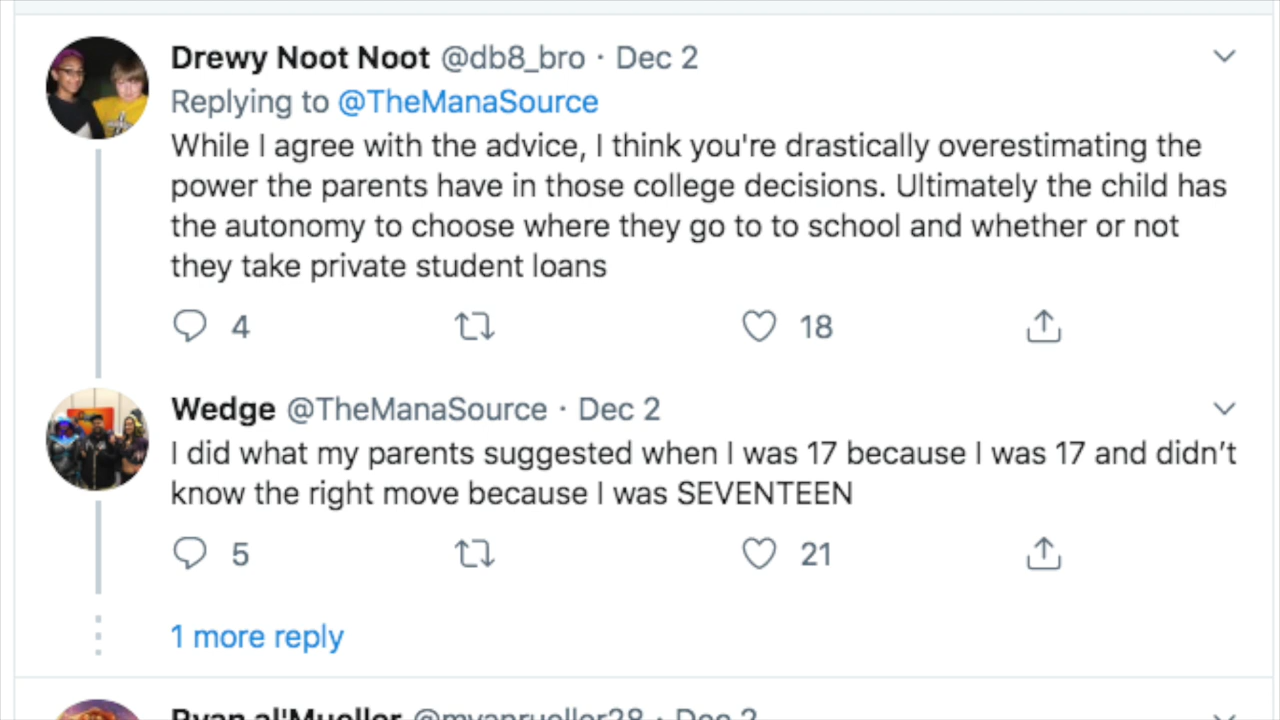 Drewy Noot Noot @db8_bro · Dec 2
Replying to @TheManaSource
While I agree with the advice, I think you're drastically overestimating the
power the parents have in those college decisions. Ultimately the child has
the autonomy to choose where they go to to school and whether or not
they take private student loans
4 18
Wedge @TheManaSource · Dec 2
I did what my parents suggested when I was 17 because I was 17 and didn’t
know the right move because I was SEVENTEEN
5 21
1 more reply
Ryan al'Mueller @myanrueller28 · Dec 2